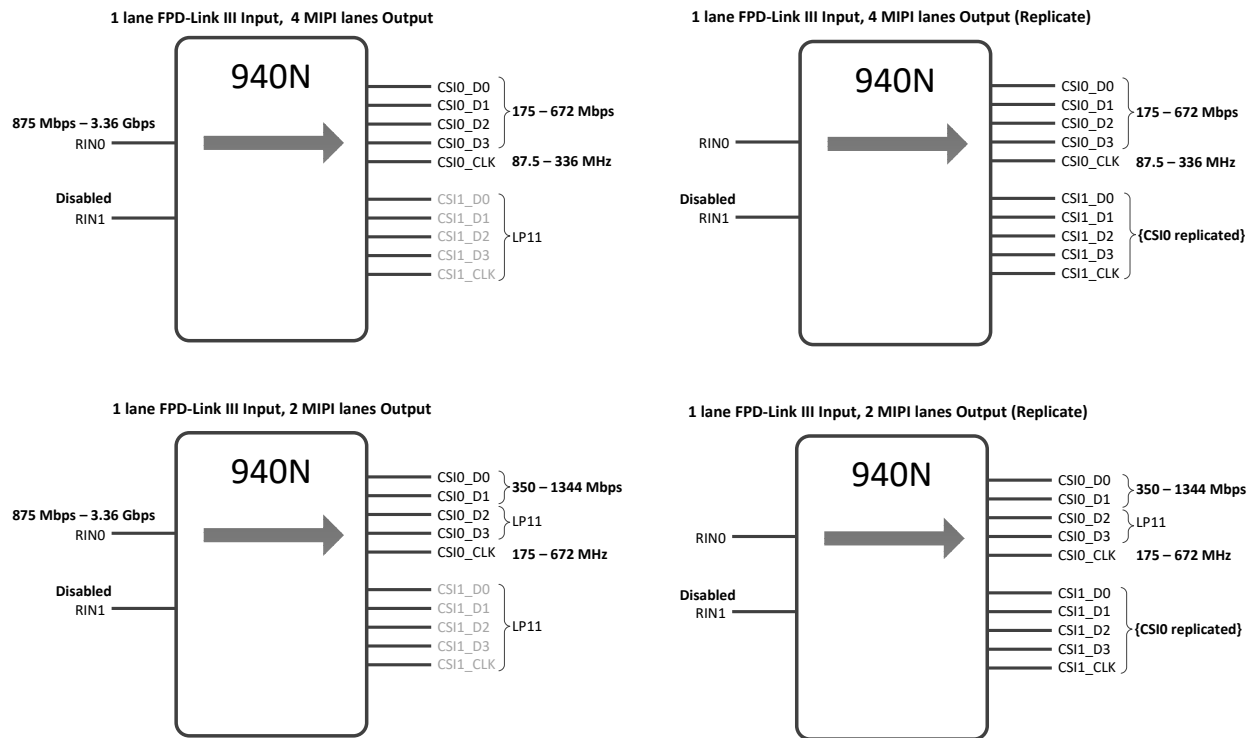 1 lane FPD-Link III Input, 4 MIPI lanes Output
940N
875 Mbps – 3.36 Gbps
RIN0
Disabled
RIN1
CSI0_D0
CSI0_D1
CSI0_D2
CSI0_D3
CSI0_CLK
175 – 672 Mbps
87.5 – 336 MHz
CSI1_D0
CSI1_D1
CSI1_D2
CSI1_D3
CSI1_CLK
LP11
1 lane FPD-Link III Input, 4 MIPI lanes Output (Replicate)
940N
RIN0
Disabled
RIN1
CSI0_D0
CSI0_D1
CSI0_D2
CSI0_D3
CSI0_CLK
175 – 672 Mbps
87.5 – 336 MHz
CSI1_D0
CSI1_D1
CSI1_D2
CSI1_D3
CSI1_CLK
{CSI0 replicated}
1 lane FPD-Link III Input, 2 MIPI lanes Output
940N
875 Mbps – 3.36 Gbps
RIN0
Disabled
RIN1
CSI0_D0
CSI0_D1
CSI0_D2
CSI0_D3
CSI0_CLK
350 – 1344 Mbps
LP11
175 – 672 MHz
CSI1_D0
CSI1_D1
CSI1_D2
CSI1_D3
CSI1_CLK
LP11
1 lane FPD-Link III Input, 2 MIPI lanes Output (Replicate)
940N
RIN0
Disabled
RIN1
CSI0_D0
CSI0_D1
CSI0_D2
CSI0_D3
CSI0_CLK
350 – 1344 Mbps
LP11
175 – 672 MHz
CSI1_D0
CSI1_D1
CSI1_D2
CSI1_D3
CSI1_CLK
{CSI0 replicated}